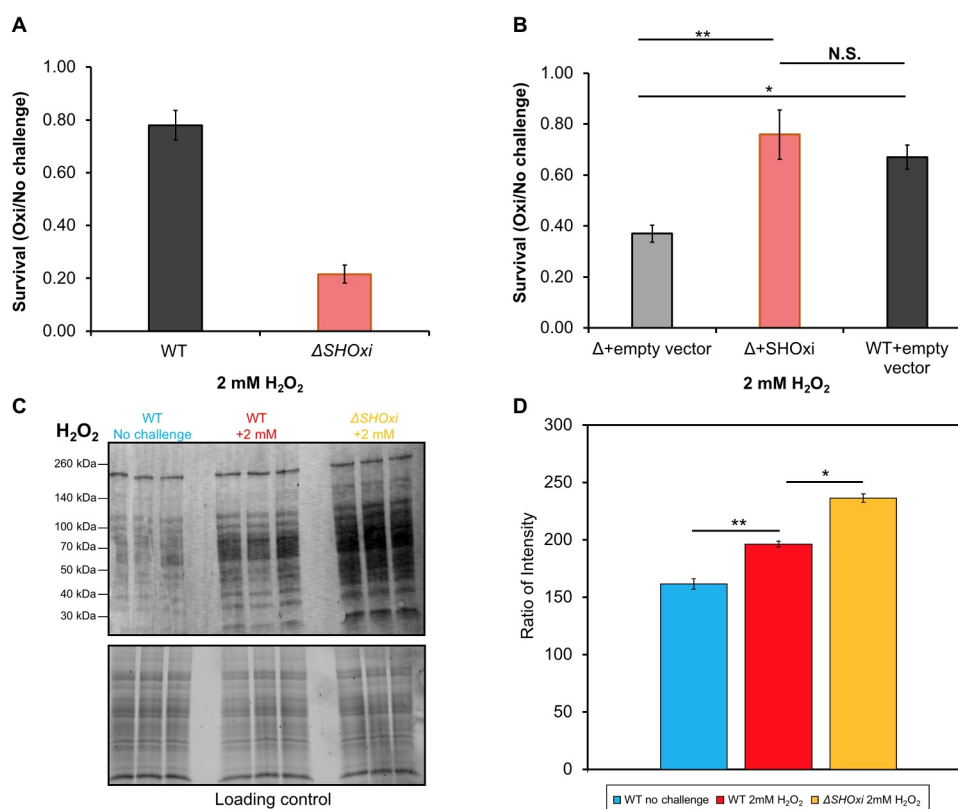 A
Survival (Oxi/No challenge)
1.00
0.80
0.60
0.40
0.20
0.00
WT
ΔSHOxi
2 mM H₂O₂
B
Survival (Oxi/No challenge)
**
N.S.
*
1.00
0.80
0.60
0.40
0.20
0.00
Δ+empty vector
Δ+SHOxi
WT+empty
vector
2 mM H₂O₂
C
H₂O₂
WT
No challenge
WT
+2 mM
ΔSHOxi
+2 mM
260 kDa
140 kDa
100 kDa
70 kDa
50 kDa
40 kDa
30 kDa
Loading control
D
Ratio of Intensity
300
250
200
150
100
50
0
**
*
WT no challenge
WT 2mM H₂O₂
ΔSHOxi 2mM H₂O₂